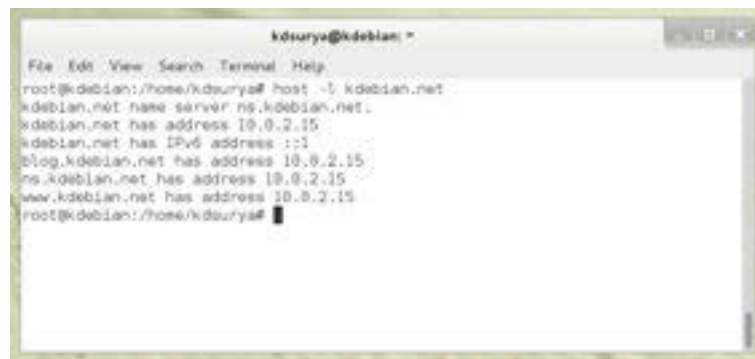 kdsurya@kdebian: ~
File Edit View Search Terminal Help
root@kdebian:/home/kdsurya# host -l kdebian.net
kdebian.net name server ns.kdebian.net.
kdebian.net has address 10.0.2.15
kdebian.net has IPv6 address ::1
blog.kdebian.net has address 10.0.2.15
ns.kdebian.net has address 10.0.2.15
www.kdebian.net has address 10.0.2.15
root@kdebian:/home/kdsurya#